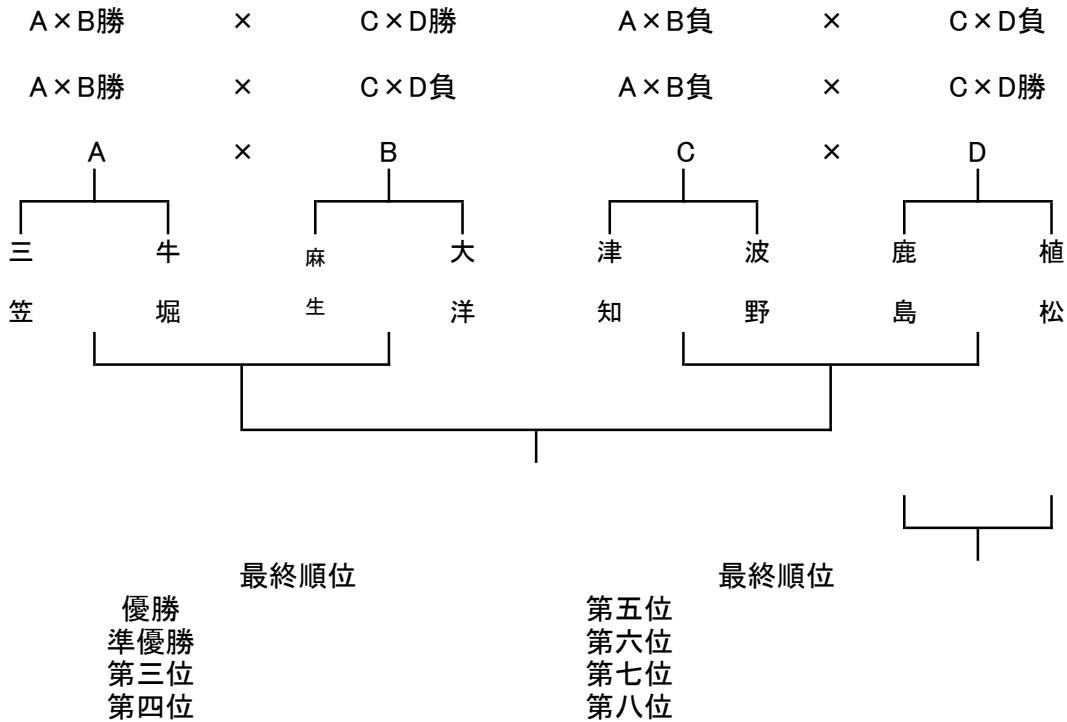 A×B勝 × C×D勝 A×B負 × C×D負
A×B勝 × C×D負 A×B負 × C×D勝
A × B C × D
三笠 牛堀 麻生 大洋 津知 波野 鹿島 植松
最終順位 最終順位
優勝 第五位
準優勝 第六位
第三位 第七位
第四位 第八位